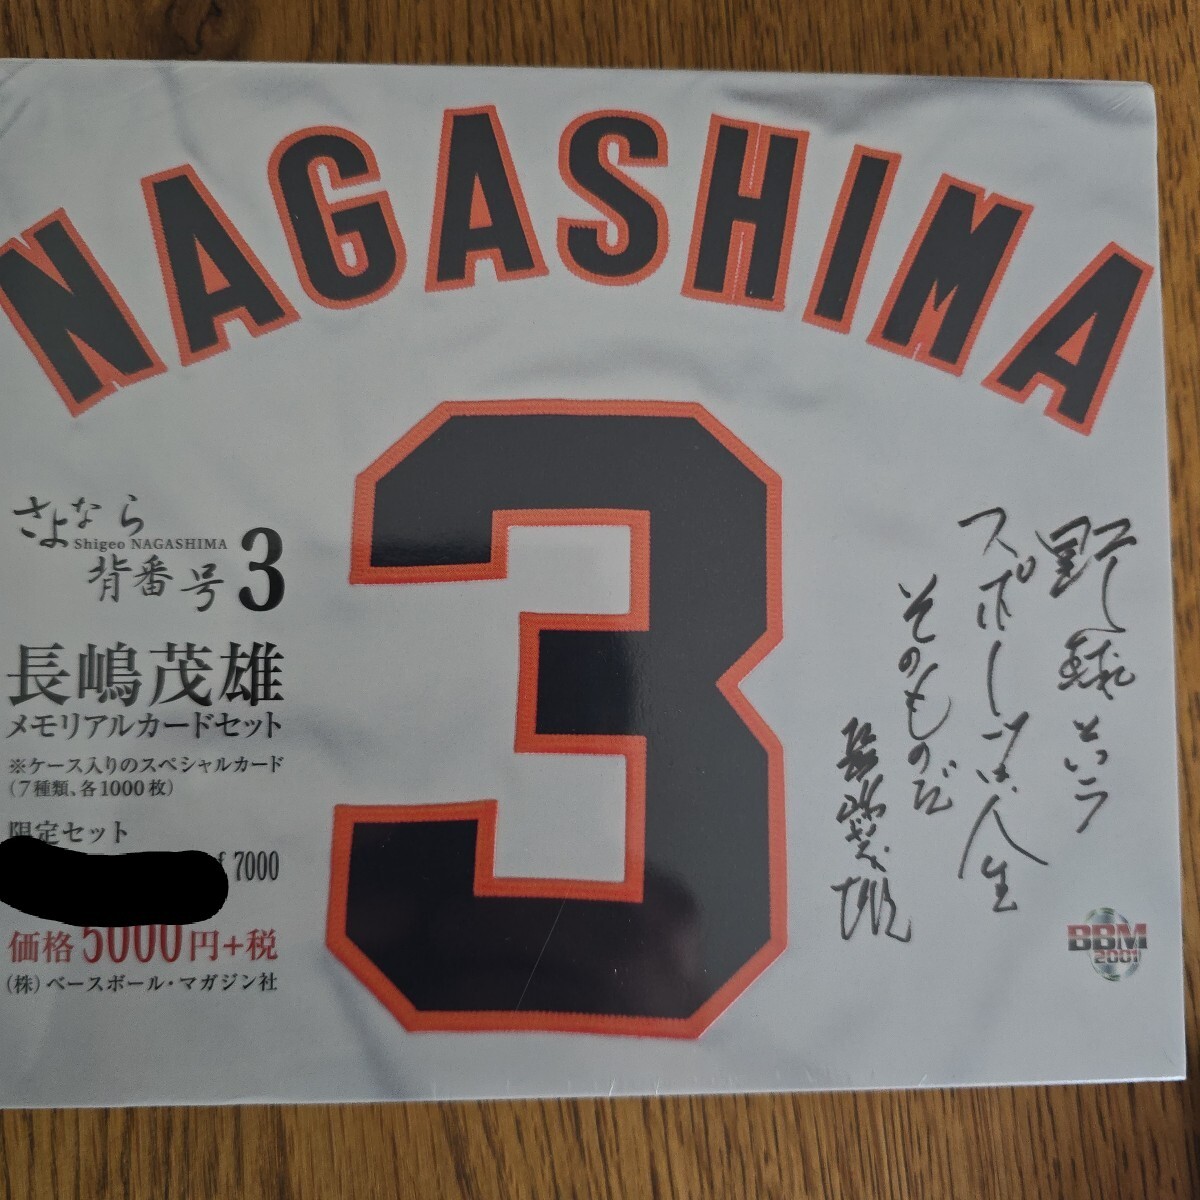 NAGASHIMA
3
さよなら
Shigeo NAGASHIMA
背番号3
長嶋茂雄
メモリアルカードセット
※ケース入りのスペシャルカード
(7種類、各1000枚)
限定セット
f 7000
価格5000円+税
(株)ベースボール・マガジン社
野球という
スポーツは人生
そのものだ
長嶋茂雄
BBM
2001